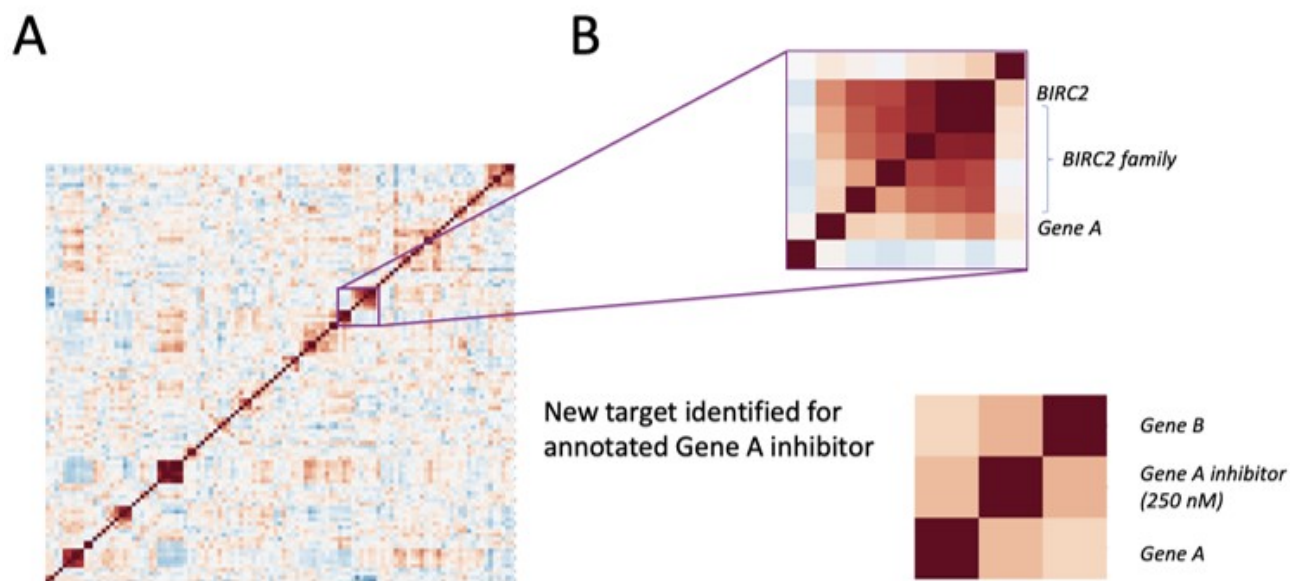 A
B
BIRC2
BIRC2 family
Gene A
New target identified for
annotated Gene A inhibitor
Gene B
Gene A inhibitor
(250 nM)
Gene A